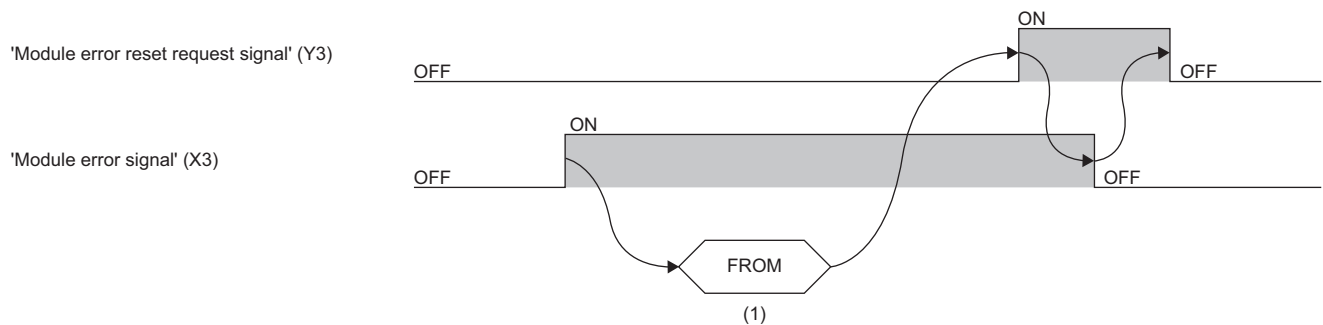 ON
'Module error reset request signal' (Y3)
OFF
OFF
ON
'Module error signal' (X3)
OFF
OFF
FROM
(1)